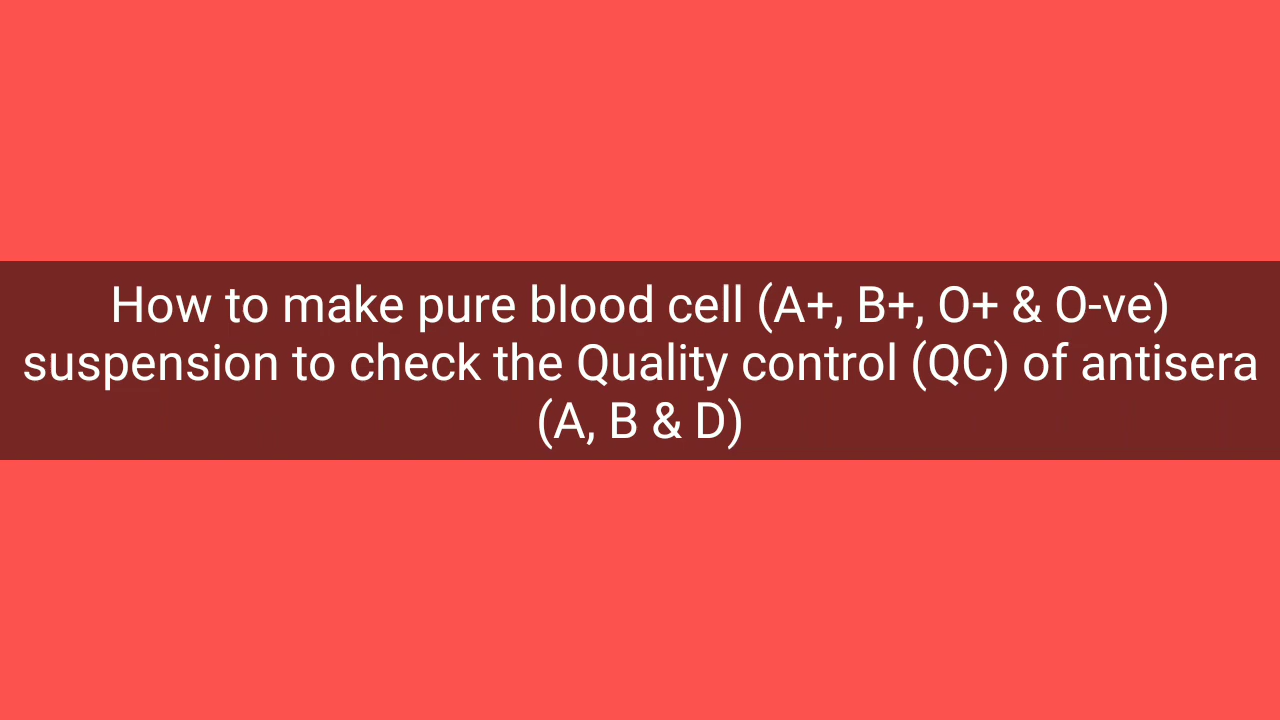 How to make pure blood cell (A+, B+, O+ & O-ve)
suspension to check the Quality control (QC) of antisera
(A, B & D)